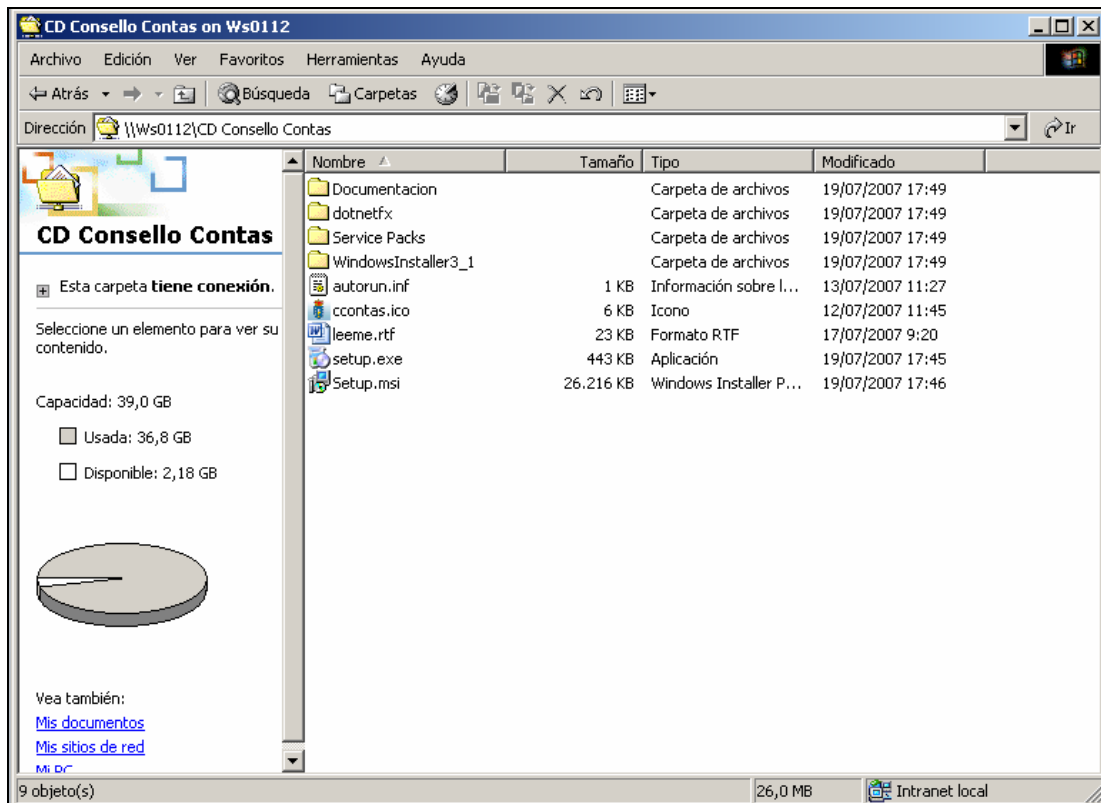 CD Consello Contas on Ws0112
Archivo Edición Ver Favoritos Herramientas Ayuda
Atrás Búsqueda Carpetas
Dirección \\Ws0112\CD Consello Contas Ir
CD Consello Contas
Esta carpeta tiene conexión.
Seleccione un elemento para ver su
contenido.
Capacidad: 39,0 GB
Usada: 36,8 GB
Disponible: 2,18 GB
Vea también:
Mis documentos
Mis sitios de red
Mi PC
Nombre Tamaño Tipo Modificado
Documentacion Carpeta de archivos 19/07/2007 17:49
dotnetfx Carpeta de archivos 19/07/2007 17:49
Service Packs Carpeta de archivos 19/07/2007 17:49
WindowsInstaller3_1 Carpeta de archivos 19/07/2007 17:49
autorun.inf 1 KB Información sobre l... 13/07/2007 11:27
ccontas.ico 6 KB Icono 12/07/2007 11:45
leeme.rtf 23 KB Formato RTF 17/07/2007 9:20
setup.exe 443 KB Aplicación 19/07/2007 17:45
Setup.msi 26.216 KB Windows Installer P... 19/07/2007 17:46
9 objeto(s) 26,0 MB Intranet local